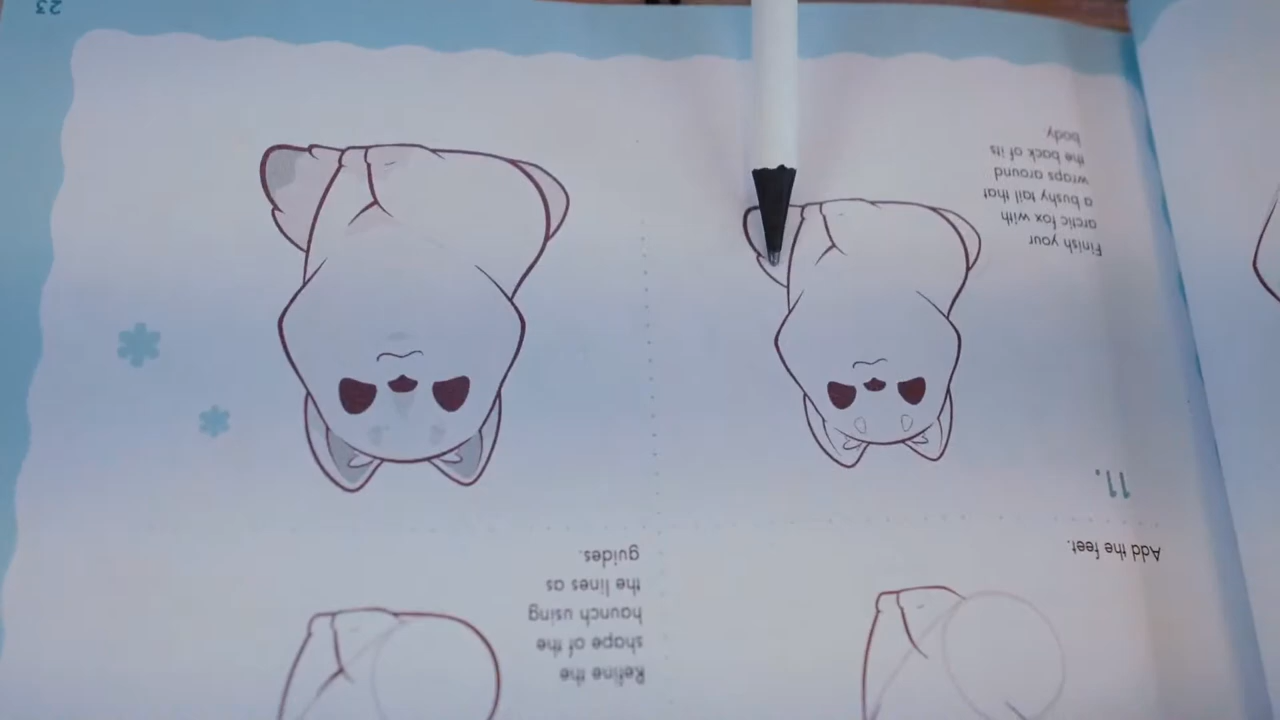 Add the feet.
Refine the
shape of the
haunch using
the lines as
guides.
11.
Finish your
arctic fox with
a bushy tail that
wraps around
the back of its
body.
23